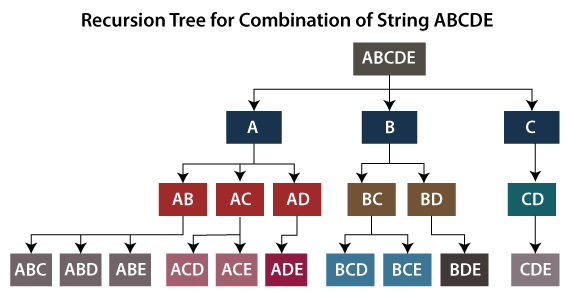 Recursion Tree for Combination of String ABCDE
ABCDE
A B C
AB AC AD BC BD CD
ABC ABD ABE ACD ACE ADE BCD BCE BDE CDE